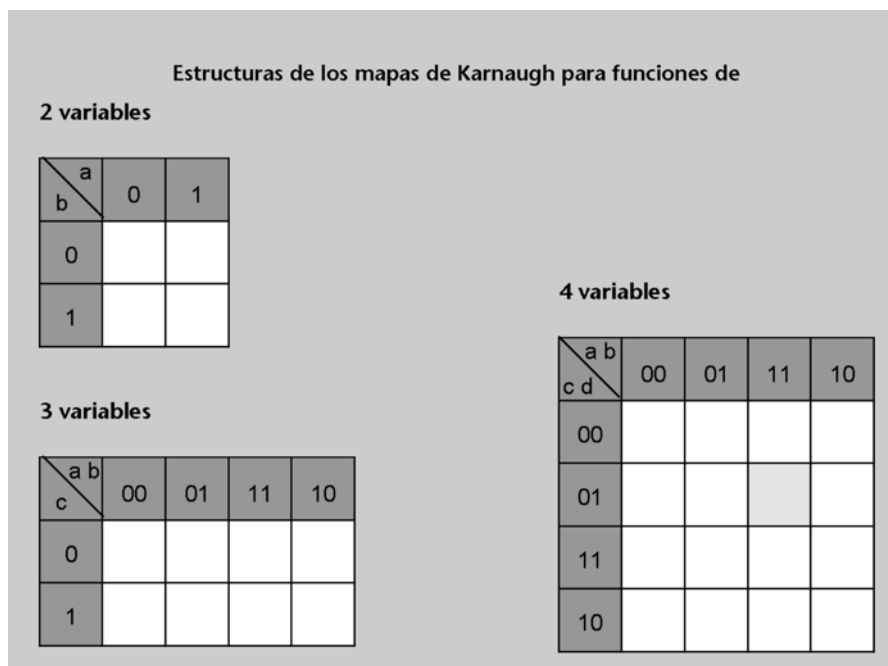 Estructuras de los mapas de Karnaugh para funciones de
2 variables
a
b
0 1
0
1
3 variables
a b
c
00 01 11 10
0
1
4 variables
a b
c d
00 01 11 10
00
01
11
10